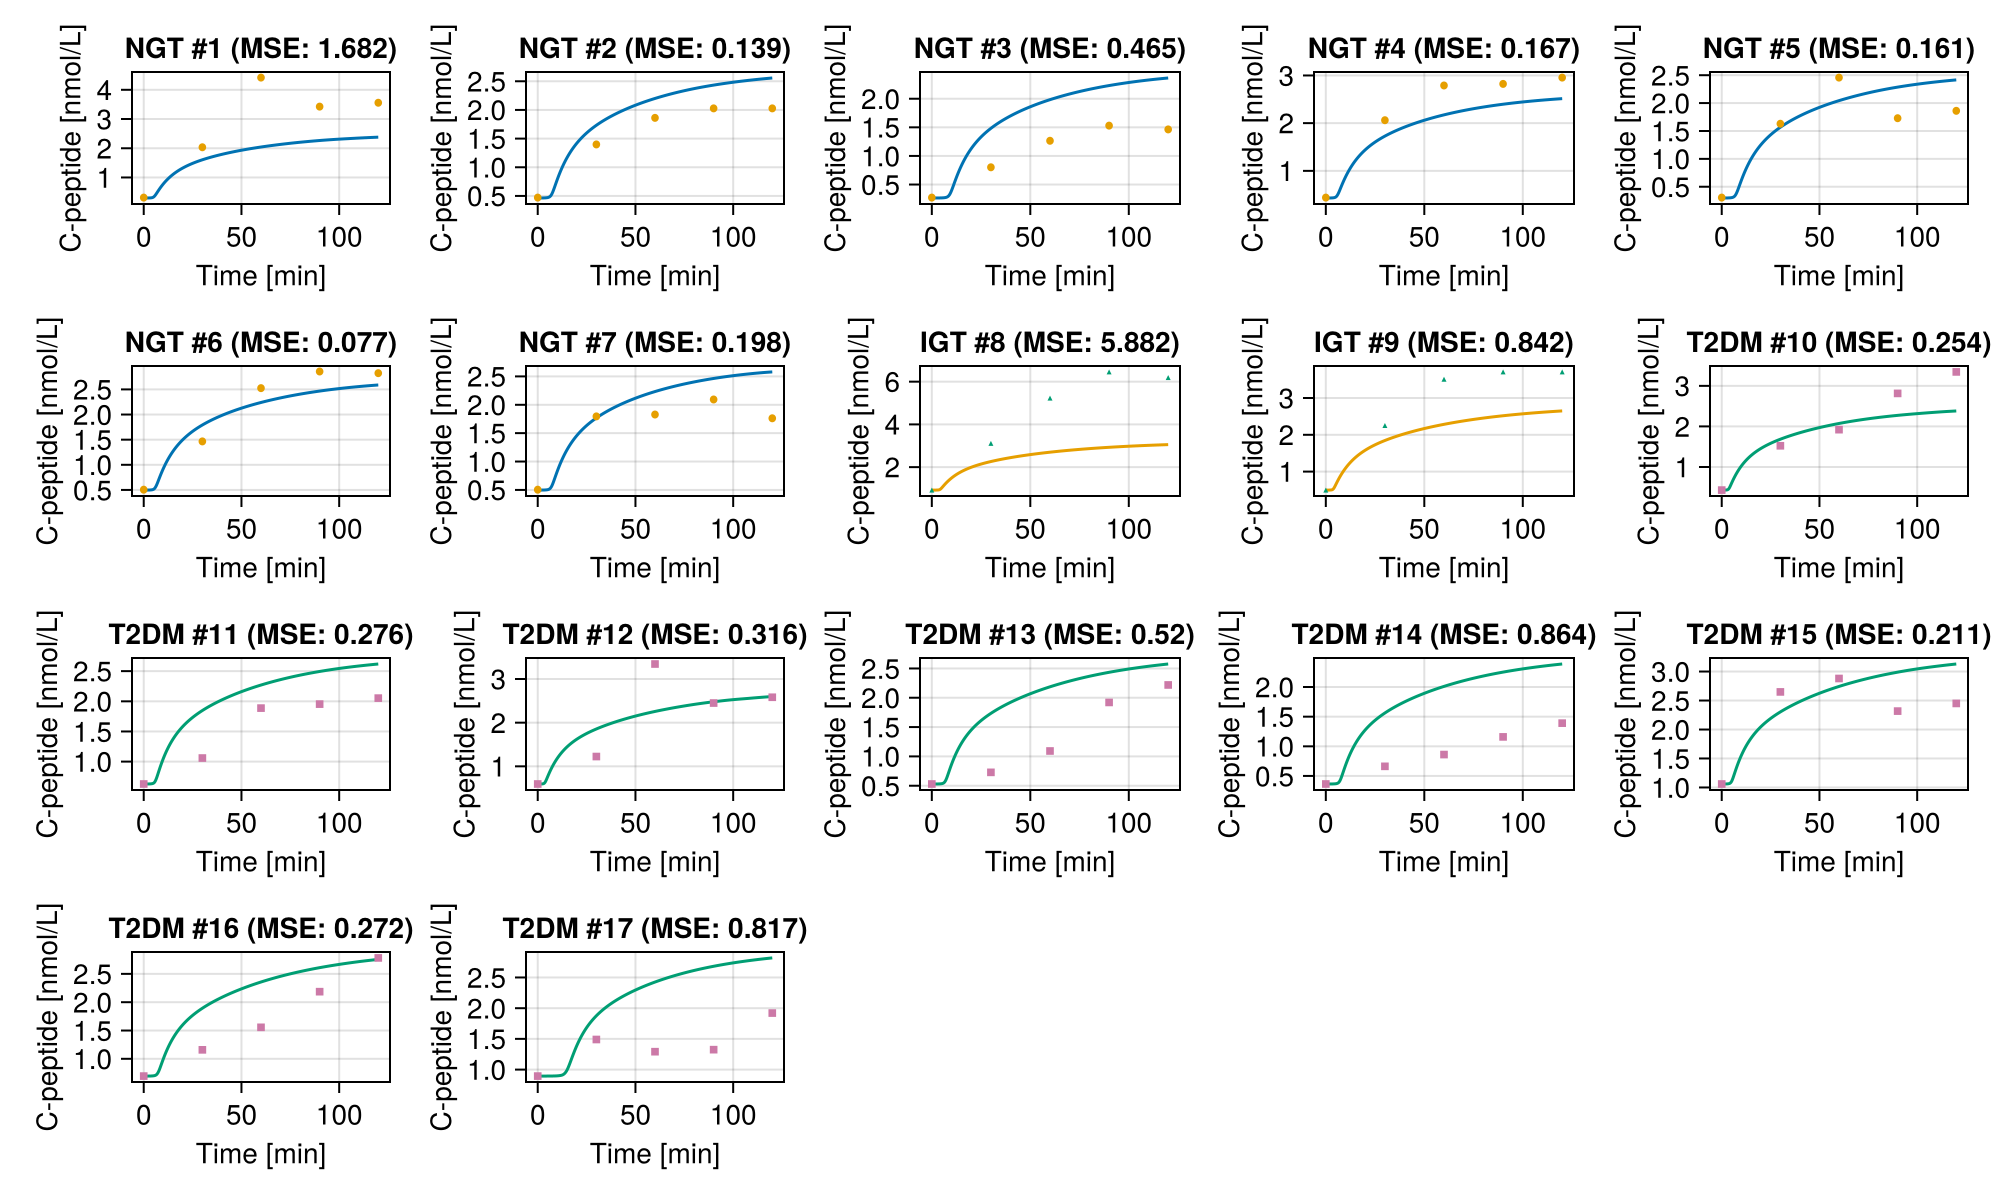 NGT #1 (MSE: 1.682)
C-peptide [nmol/L]
4
3
2
1
0 50 100
Time [min]
NGT #2 (MSE: 0.139)
C-peptide [nmol/L]
2.5
2.0
1.5
1.0
0.5
0 50 100
Time [min]
NGT #3 (MSE: 0.465)
C-peptide [nmol/L]
2.0
1.5
1.0
0.5
0 50 100
Time [min]
NGT #4 (MSE: 0.167)
C-peptide [nmol/L]
3
2
1
0 50 100
Time [min]
NGT #5 (MSE: 0.161)
C-peptide [nmol/L]
2.5
2.0
1.5
1.0
0.5
0 50 100
Time [min]
NGT #6 (MSE: 0.077)
C-peptide [nmol/L]
2.5
2.0
1.5
1.0
0.5
0 50 100
Time [min]
NGT #7 (MSE: 0.198)
C-peptide [nmol/L]
2.5
2.0
1.5
1.0
0.5
0 50 100
Time [min]
IGT #8 (MSE: 5.882)
C-peptide [nmol/L]
6
4
2
0 50 100
Time [min]
IGT #9 (MSE: 0.842)
C-peptide [nmol/L]
3
2
1
0 50 100
Time [min]
T2DM #10 (MSE: 0.254)
C-peptide [nmol/L]
3
2
1
0 50 100
Time [min]
T2DM #11 (MSE: 0.276)
C-peptide [nmol/L]
2.5
2.0
1.5
1.0
0 50 100
Time [min]
T2DM #12 (MSE: 0.316)
C-peptide [nmol/L]
3
2
1
0 50 100
Time [min]
T2DM #13 (MSE: 0.52)
C-peptide [nmol/L]
2.5
2.0
1.5
1.0
0.5
0 50 100
Time [min]
T2DM #14 (MSE: 0.864)
C-peptide [nmol/L]
2.0
1.5
1.0
0.5
0 50 100
Time [min]
T2DM #15 (MSE: 0.211)
C-peptide [nmol/L]
3.0
2.5
2.0
1.5
1.0
0 50 100
Time [min]
T2DM #16 (MSE: 0.272)
C-peptide [nmol/L]
2.5
2.0
1.5
1.0
0 50 100
Time [min]
T2DM #17 (MSE: 0.817)
C-peptide [nmol/L]
2.5
2.0
1.5
1.0
0 50 100
Time [min]